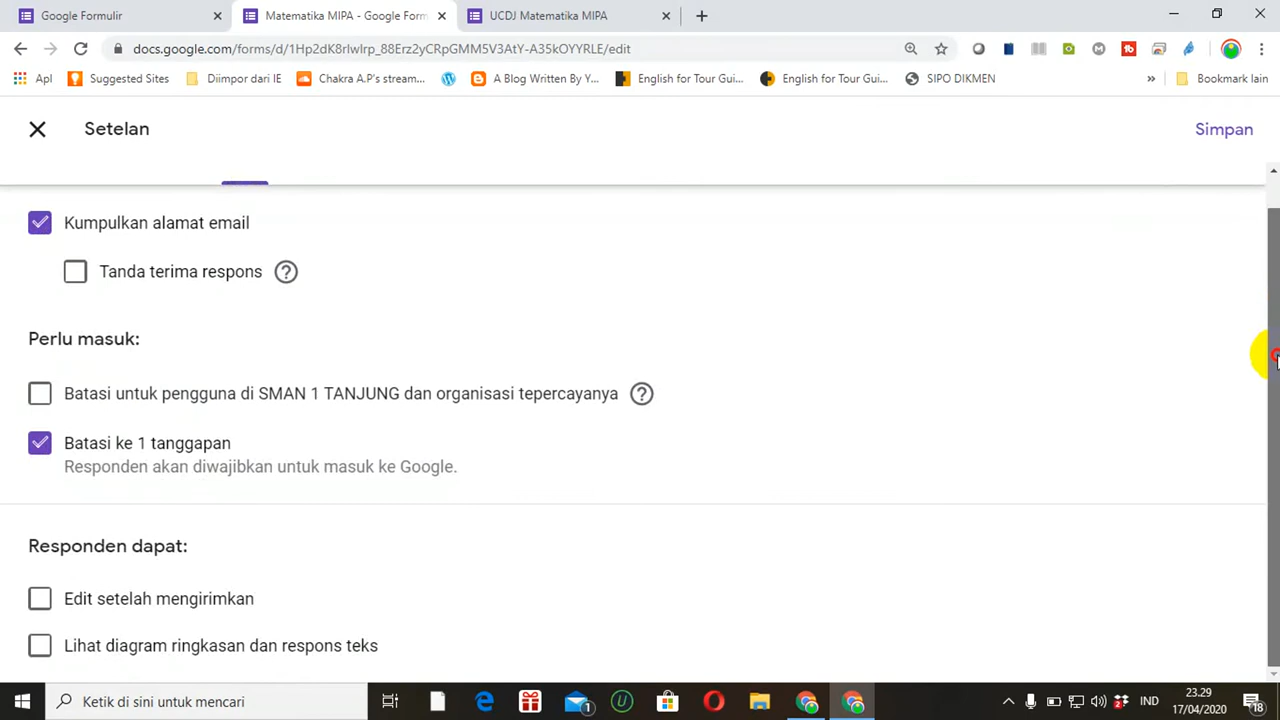 Google Formulir
Matematika MIPA - Google Form
UCDJ Matematika MIPA
docs.google.com/forms/d/1Hp2dK8rlwlrp_88Erz2yCRpGMM5V3AtY-A35kOYYRLE/edit
Apl
Suggested Sites
Diimpor dari IE
Chakra A.P's stream...
A Blog Written By Y...
English for Tour Gui...
English for Tour Gui...
SIPO DIKMEN
»
Bookmark lain
Setelan
Simpan
Kumpulkan alamat email
Tanda terima respons
Perlu masuk:
Batasi untuk pengguna di SMAN 1 TANJUNG dan organisasi tepercayanya
Batasi ke 1 tanggapan
Responden akan diwajibkan untuk masuk ke Google.
Responden dapat:
Edit setelah mengirimkan
Lihat diagram ringkasan dan respons teks
Ketik di sini untuk mencari
1
IND
23.29
17/04/2020
18